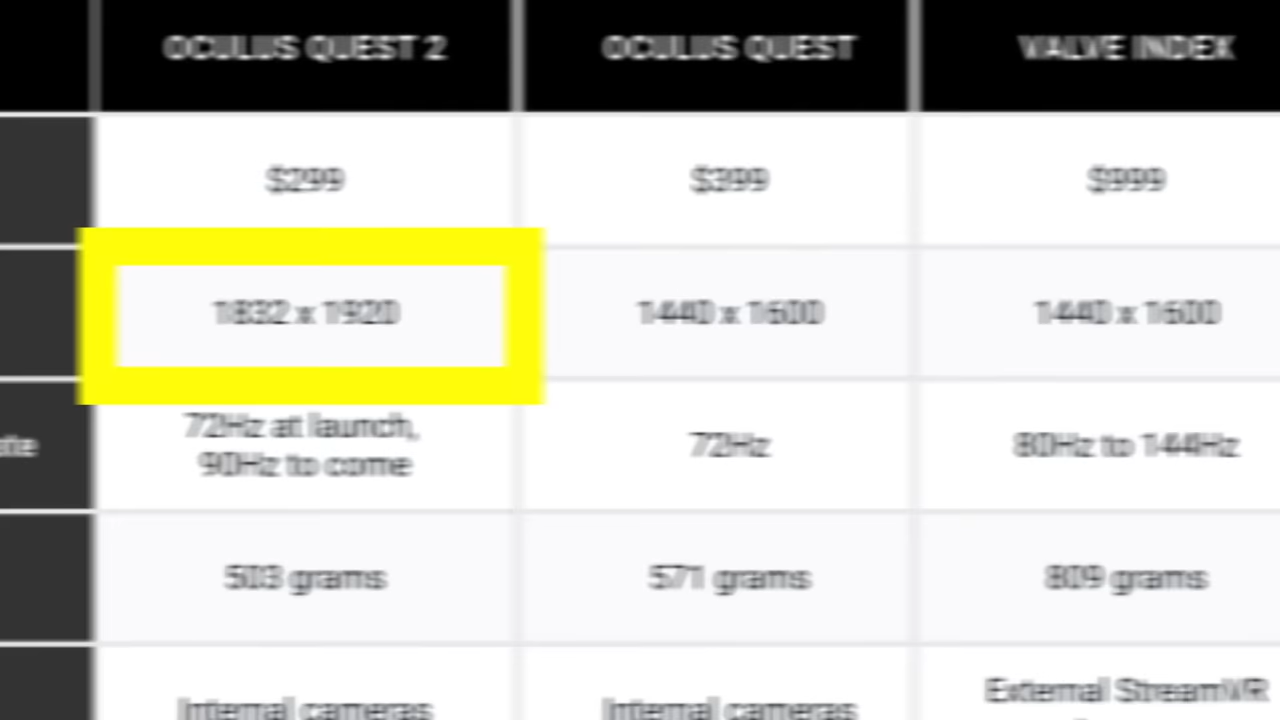 OCULUS QUEST 2 OCULUS QUEST VALVE INDEX
$299 $399 $999
1832 x 1920 1440 x 1600 1440 x 1600
72Hz at launch,
90Hz to come 72Hz 80Hz to 144Hz
503 grams 571 grams 809 grams
Internal cameras Internal cameras External StreamVR